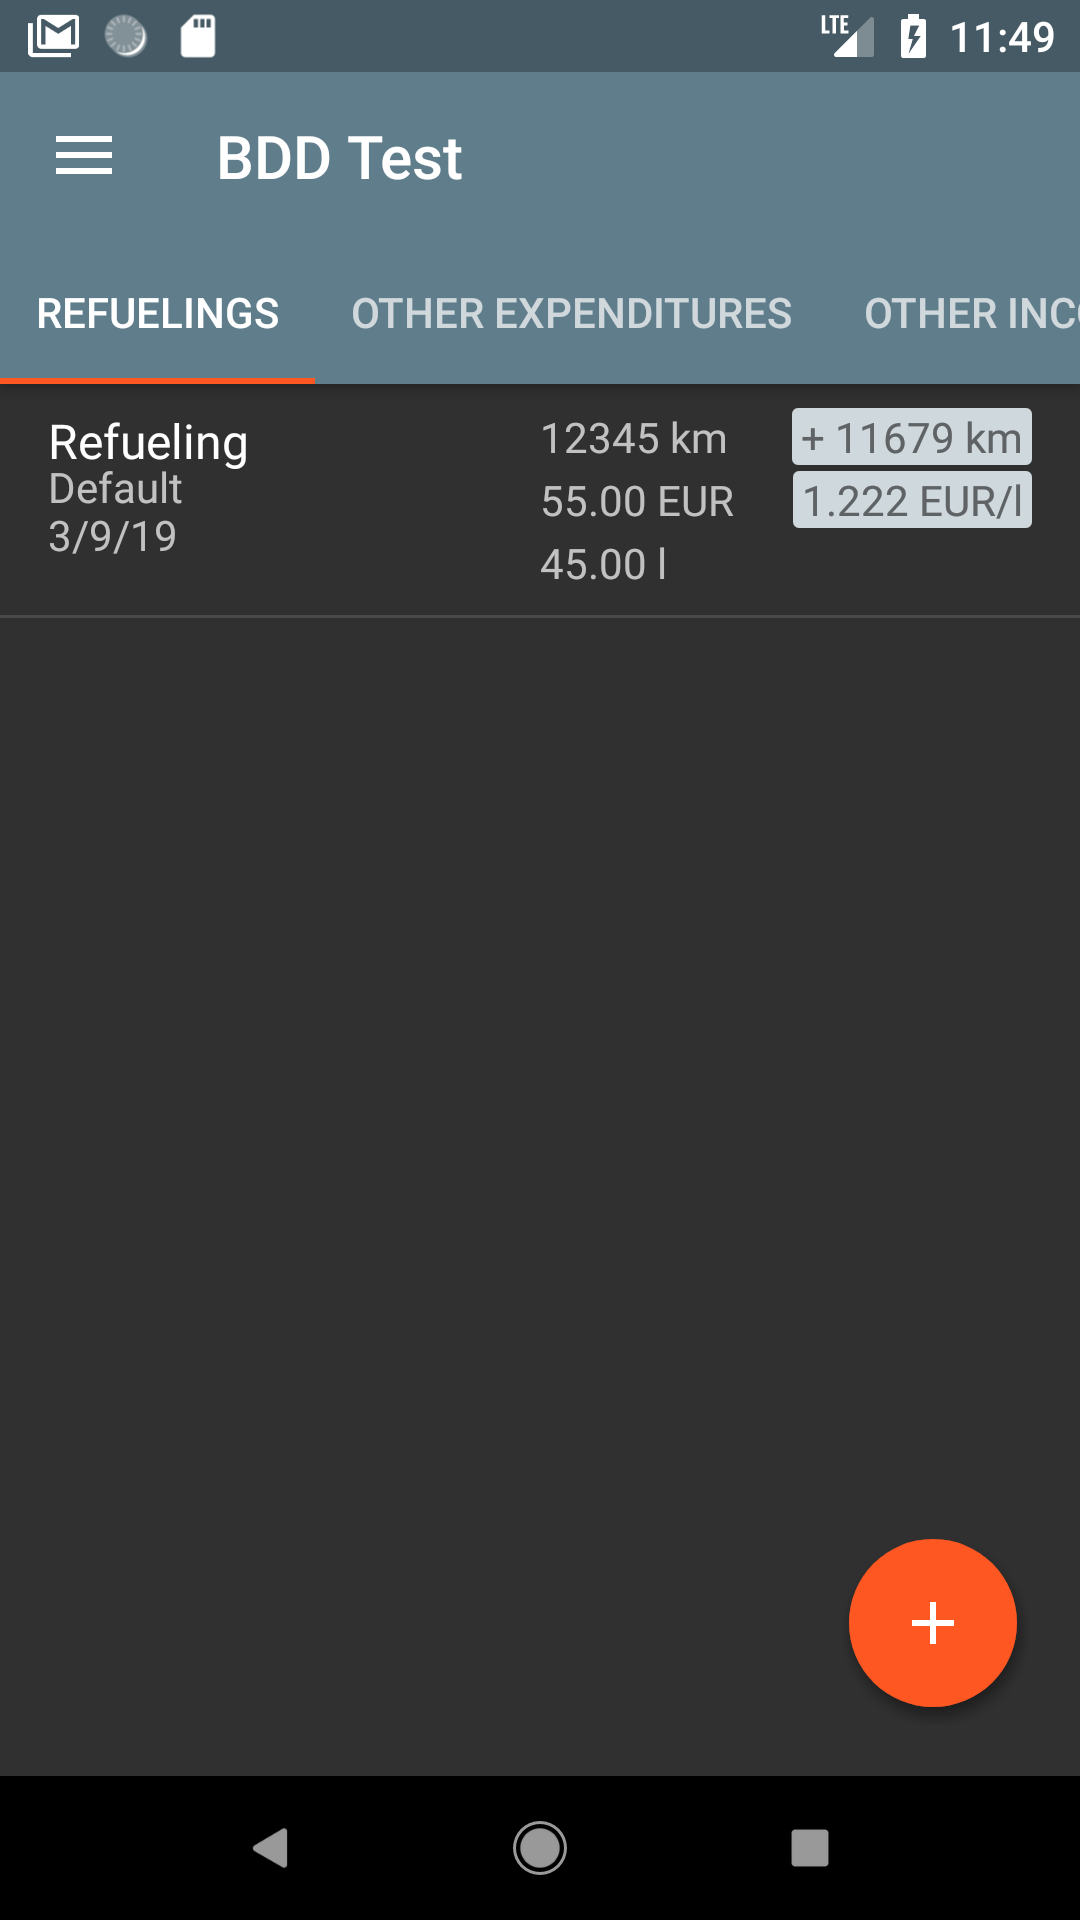 LTE 11:49
BDD Test
REFUELINGS OTHER EXPENDITURES OTHER INCO
Refueling 12345 km + 11679 km
Default 55.00 EUR 1.222 EUR/l
3/9/19 45.00 l